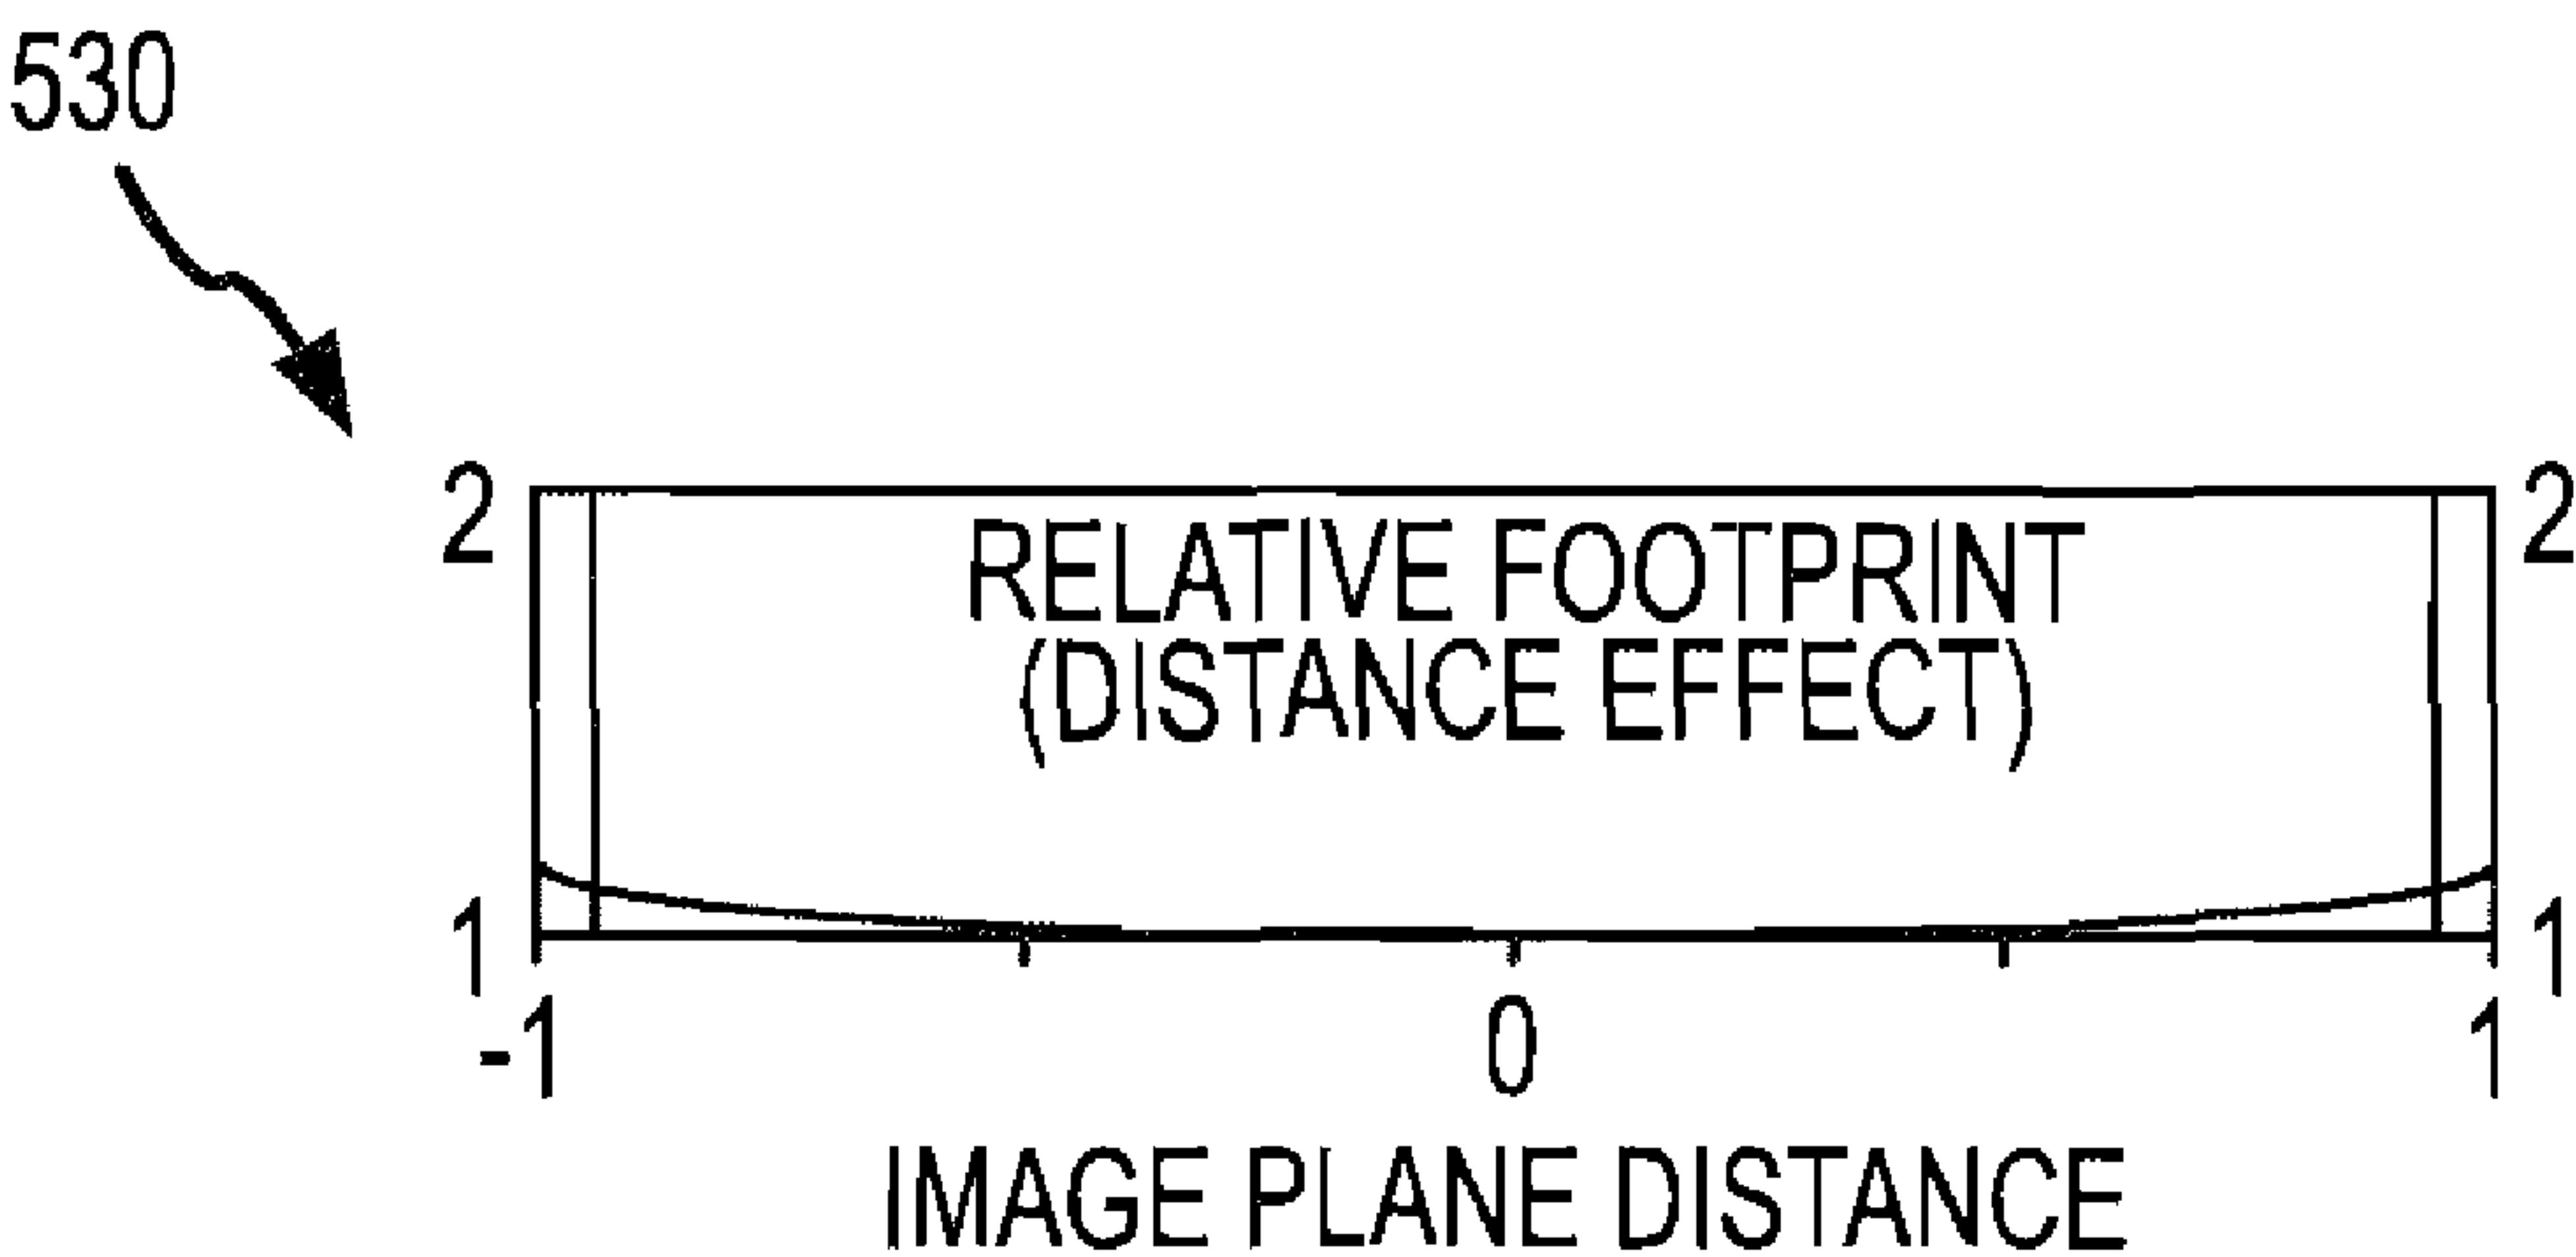 530
2 2
RELATIVE FOOTPRINT
(DISTANCE EFFECT)
1 1
-1 0 1
IMAGE PLANE DISTANCE